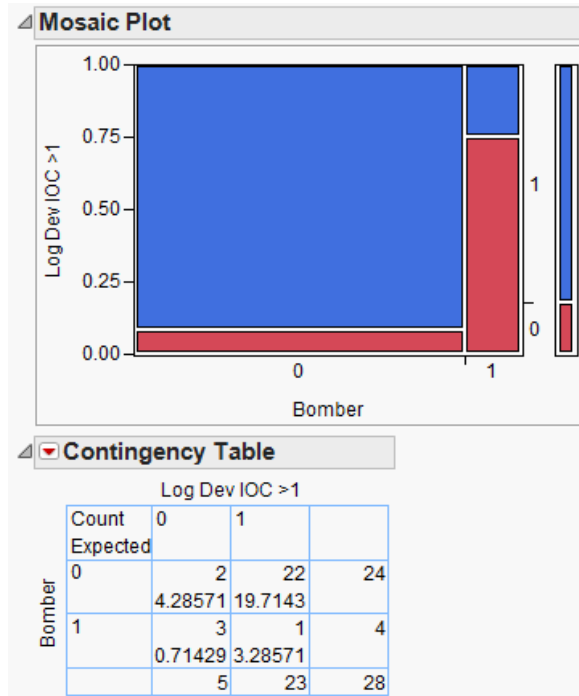 Mosaic Plot
1.00
0.75
0.50
0.25
0.00
Log Dev IOC >1
1
0
0 1
Bomber
Contingency Table
Log Dev IOC >1
Count 0 1
Expected
Bomber
0 2 22 24
4.28571 19.7143
1 3 1 4
0.71429 3.28571
5 23 28